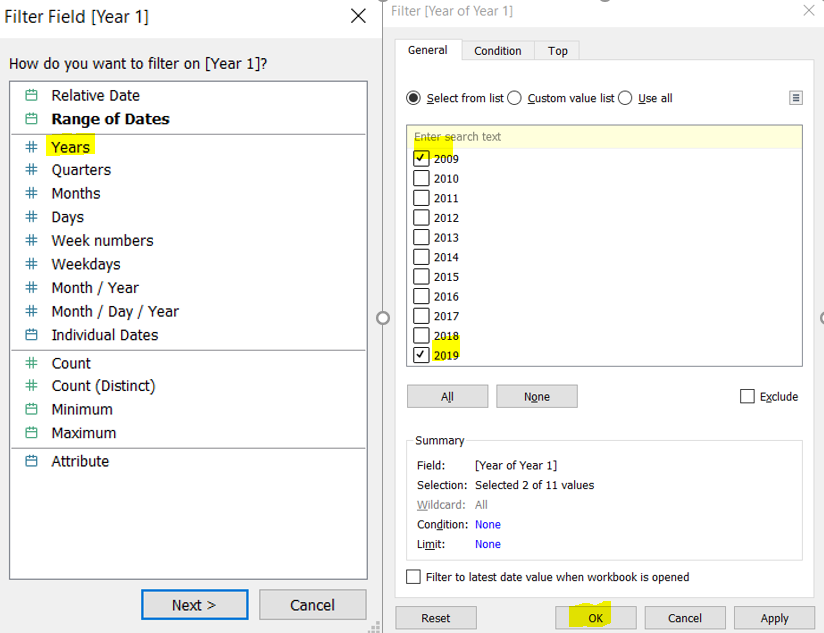 Filter Field [Year 1]
How do you want to filter on [Year 1]?
Relative Date
Range of Dates
Years
Quarters
Months
Days
Week numbers
Weekdays
Month / Year
Month / Day / Year
Individual Dates
Count
Count (Distinct)
Minimum
Maximum
Attribute
Next >
Cancel
Filter [Year of Year 1]
General
Condition
Top
Select from list
Custom value list
Use all
Enter search text
2009
2010
2011
2012
2013
2014
2015
2016
2017
2018
2019
All
None
Exclude
Summary
Field: [Year of Year 1]
Selection: Selected 2 of 11 values
Wildcard: All
Condition: None
Limit: None
Filter to latest date value when workbook is opened
Reset
OK
Cancel
Apply